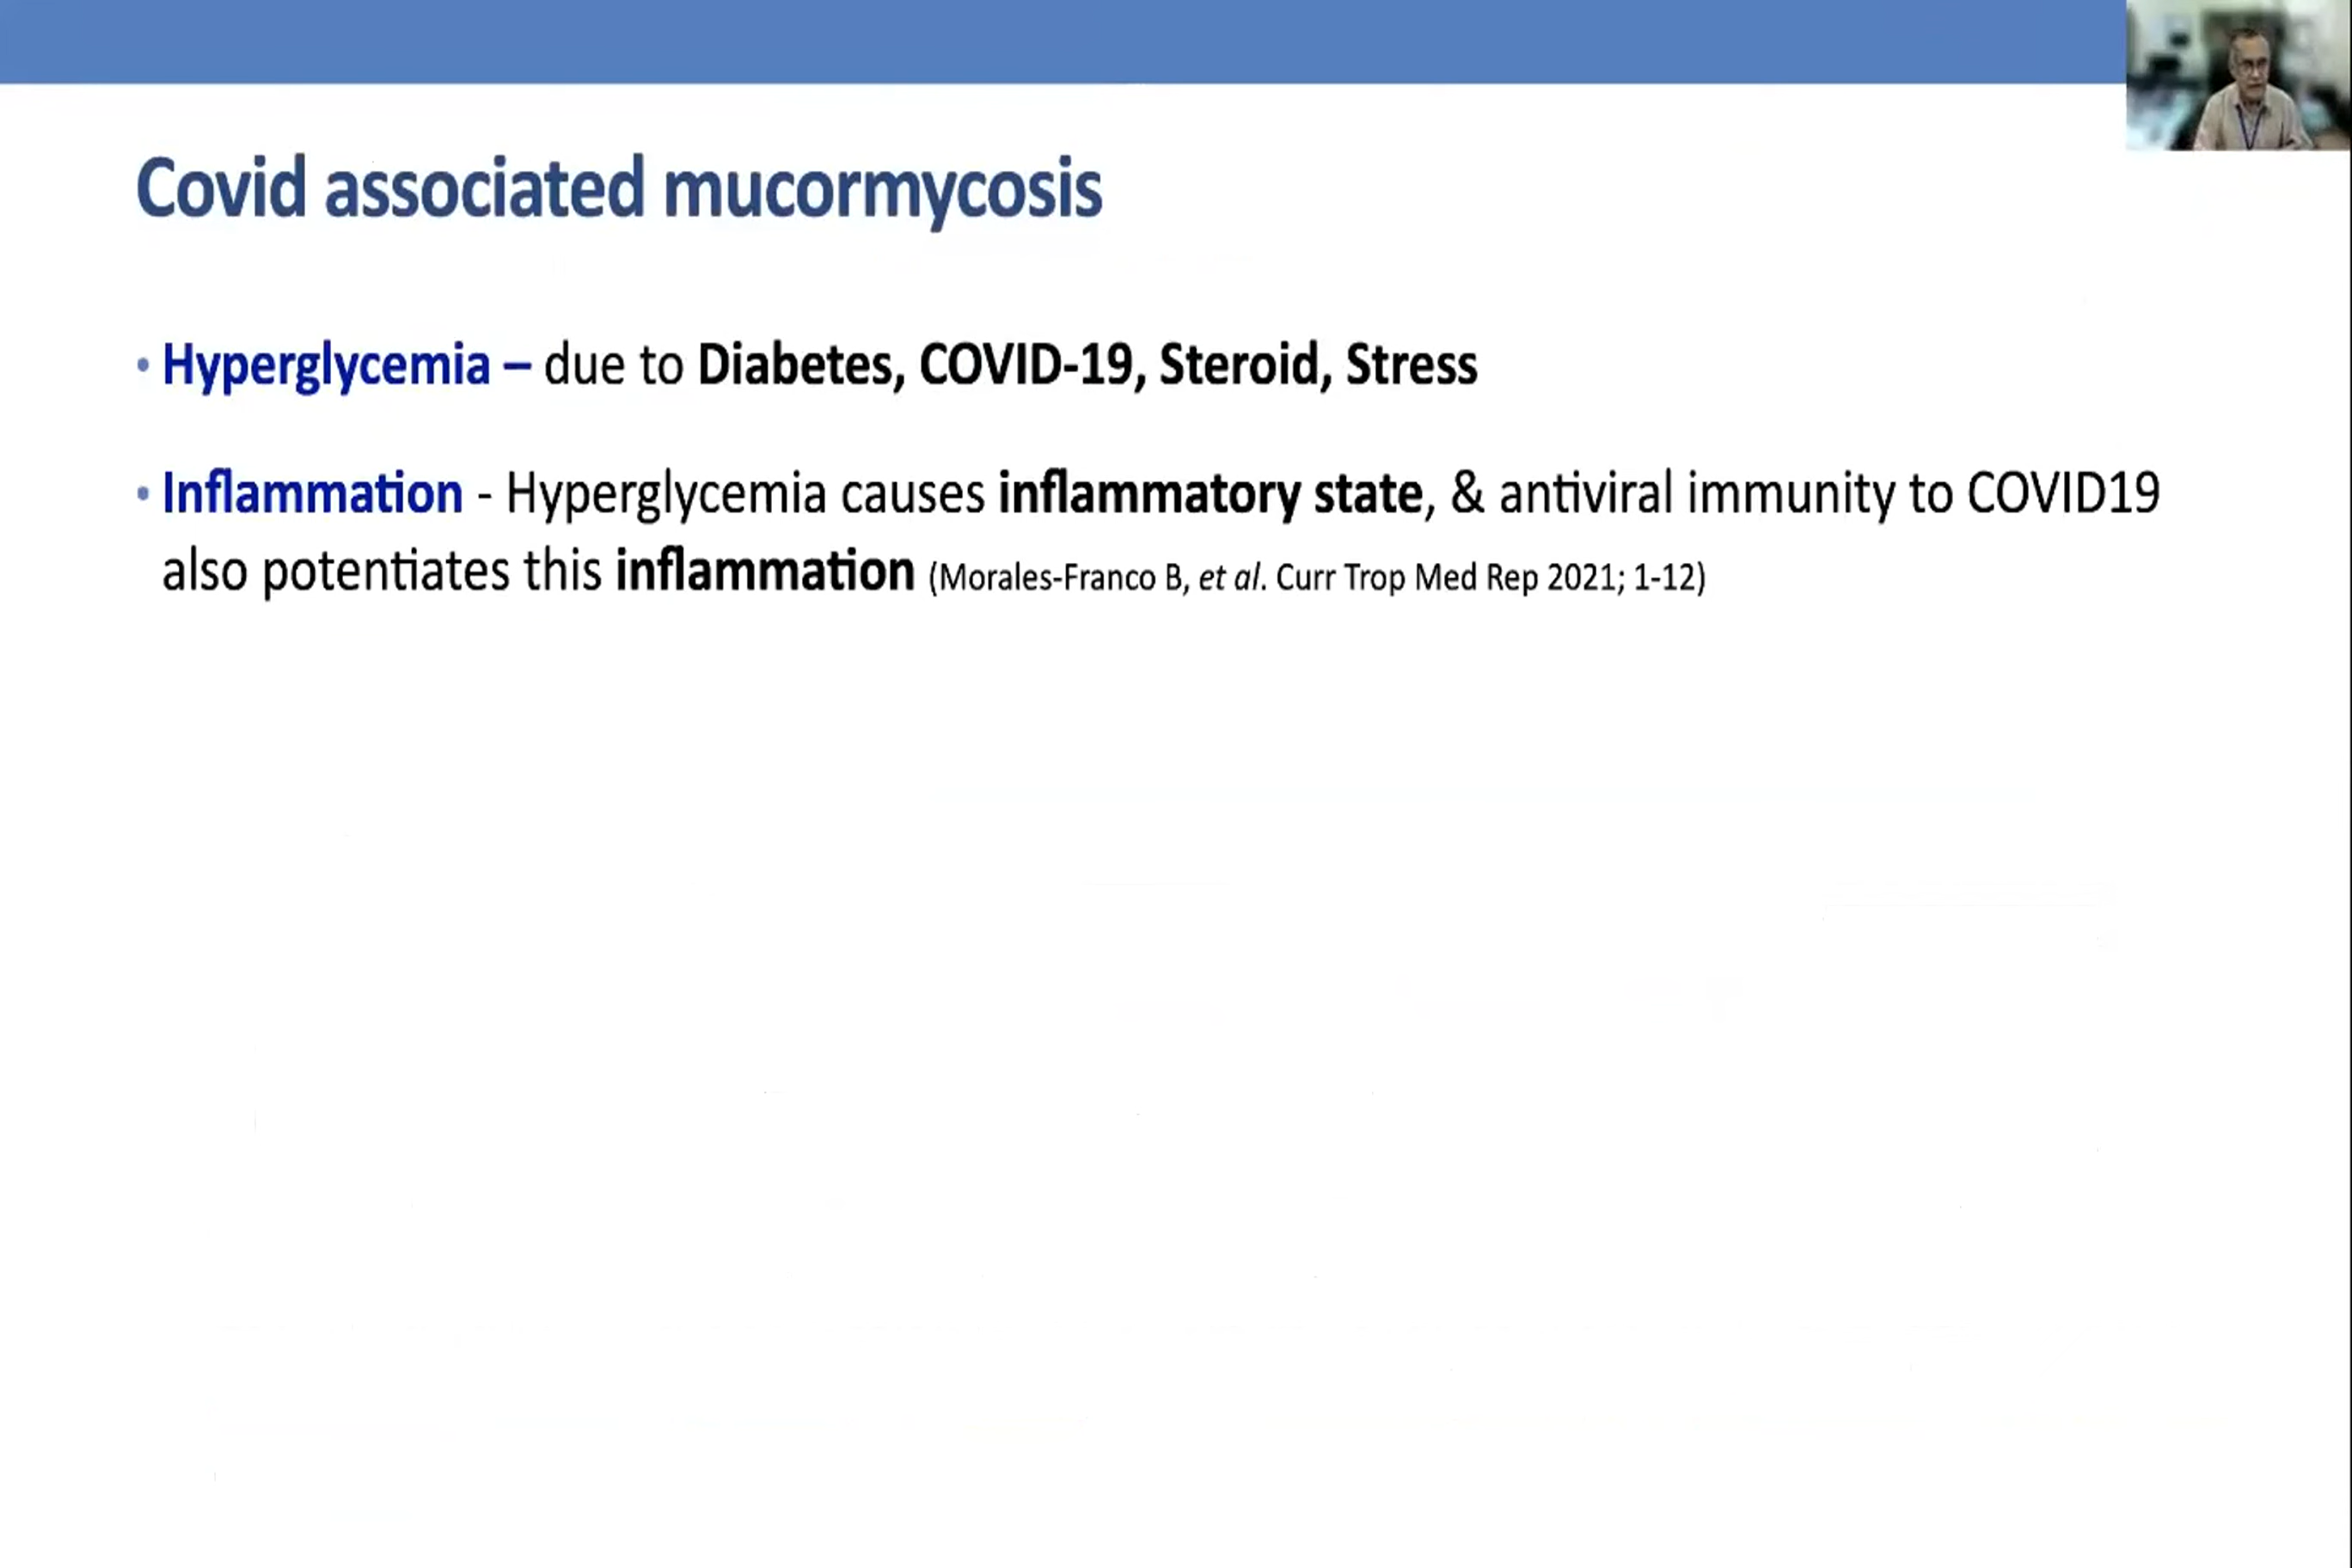 Covid associated mucormycosis
• Hyperglycemia – due to Diabetes, COVID-19, Steroid, Stress
• Inflammation - Hyperglycemia causes inflammatory state, & antiviral immunity to COVID19
also potentiates this inflammation (Morales-Franco B, et al. Curr Trop Med Rep 2021; 1-12)